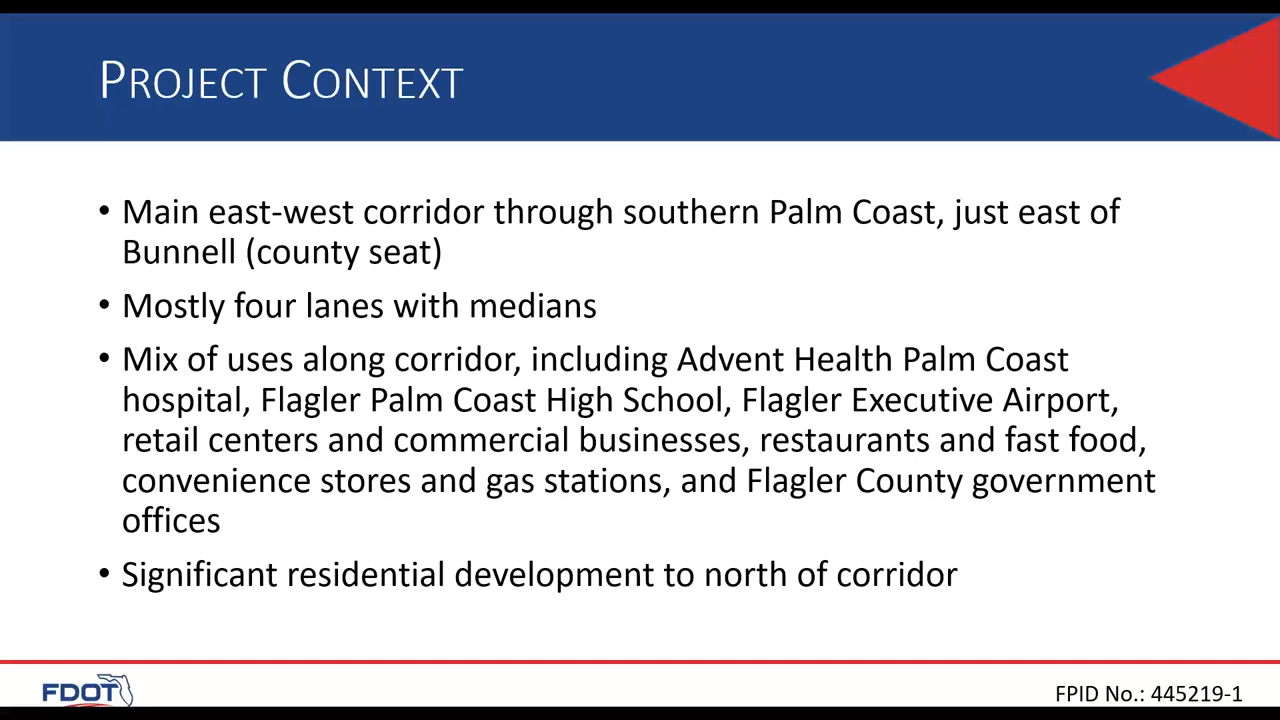 PROJECT CONTEXT
• Main east-west corridor through southern Palm Coast, just east of
Bunnell (county seat)
• Mostly four lanes with medians
• Mix of uses along corridor, including Advent Health Palm Coast
hospital, Flagler Palm Coast High School, Flagler Executive Airport,
retail centers and commercial businesses, restaurants and fast food,
convenience stores and gas stations, and Flagler County government
offices
• Significant residential development to north of corridor
FDOT
FPID No.: 445219-1